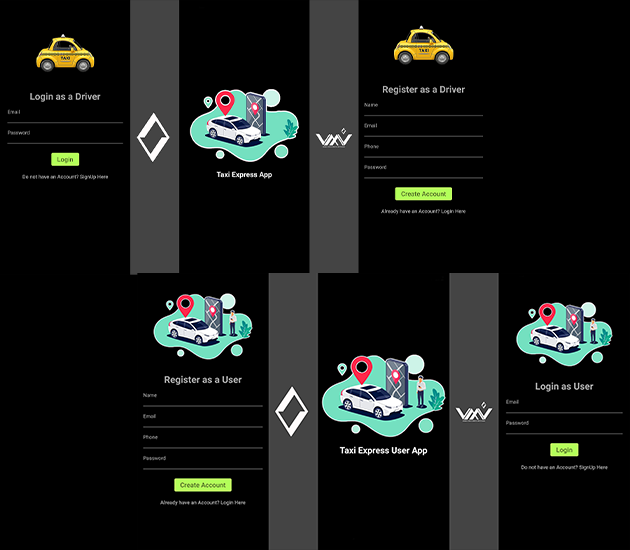 TAXI
Login as a Driver
Email
Password
Login
Do not have an Account? SignUp Here
Taxi Express App
TAXI
Register as a Driver
Name
Email
Phone
Password
Create Account
Already have an Account? Login Here
Register as a User
Name
Email
Phone
Password
Create Account
Already have an Account? Login Here
Taxi Express User App
Login as User
Email
Password
Login
Do not have an Account? SignUp Here